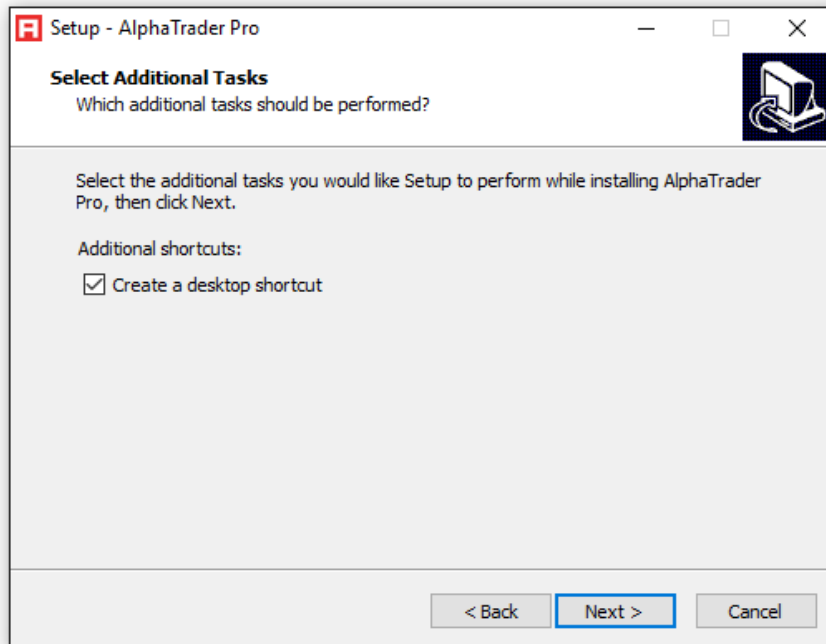 Setup - AlphaTrader Pro
Select Additional Tasks
Which additional tasks should be performed?
Select the additional tasks you would like Setup to perform while installing AlphaTrader
Pro, then click Next.
Additional shortcuts:
Create a desktop shortcut
< Back Next > Cancel